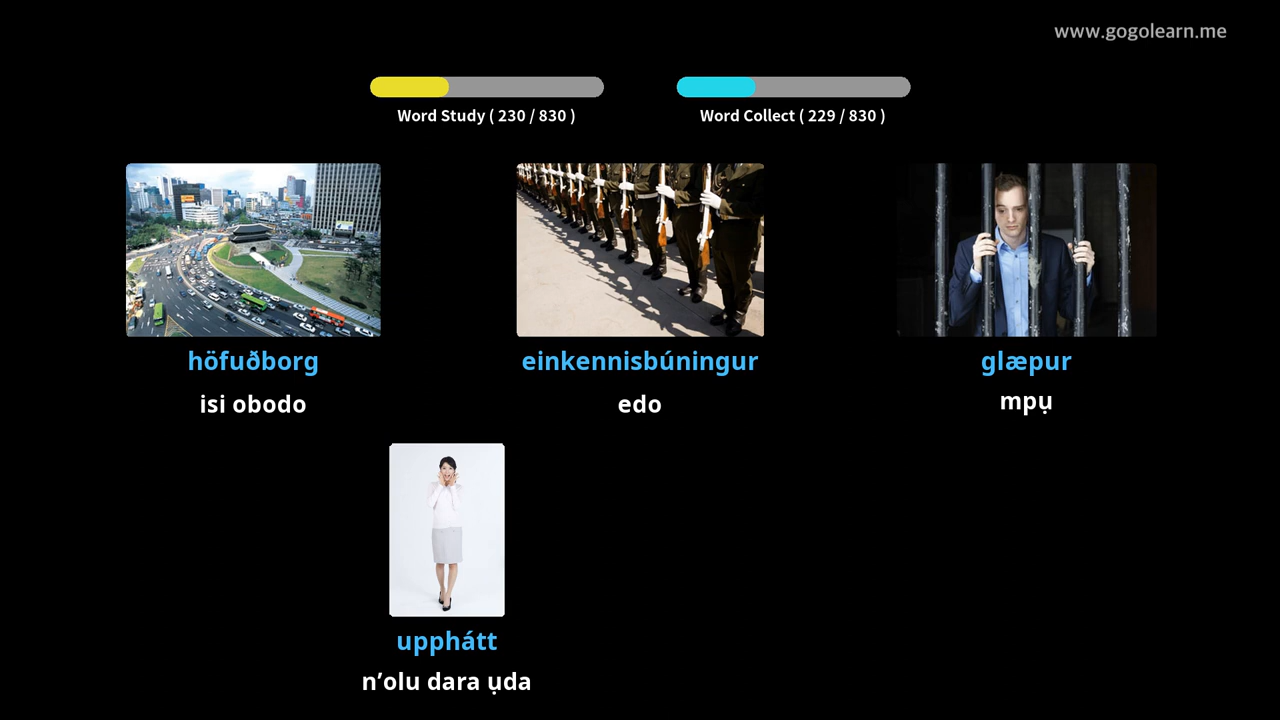 www.gogolearn.me
Word Study ( 230 / 830 )
Word Collect ( 229 / 830 )
höfuðborg
einkennisbúningur
glæpur
isi obodo
edo
mpụ
upphátt
n’olu dara ụda